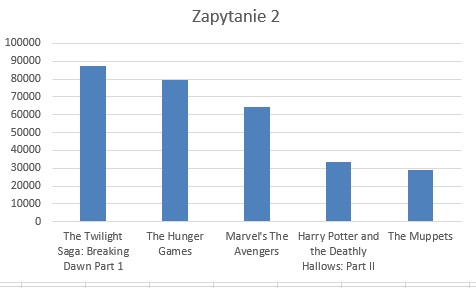 Zapytanie 2
100000
90000
80000
70000
60000
50000
40000
30000
20000
10000
0
The Twilight
Saga: Breaking
Dawn Part 1
The Hunger
Games
Marvel's The
Avengers
Harry Potter and
the Deathly
Hallows: Part II
The Muppets